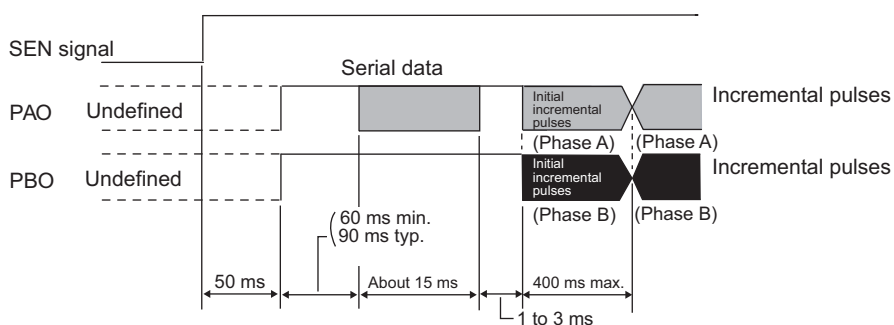 SEN signal
Serial data
PAO
Undefined
Initial
incremental
pulses
(Phase A)
(Phase A)
Incremental pulses
PBO
Undefined
Initial
incremental
pulses
(Phase B)
(Phase B)
Incremental pulses
60 ms min.
90 ms typ.
50 ms
About 15 ms
400 ms max.
1 to 3 ms